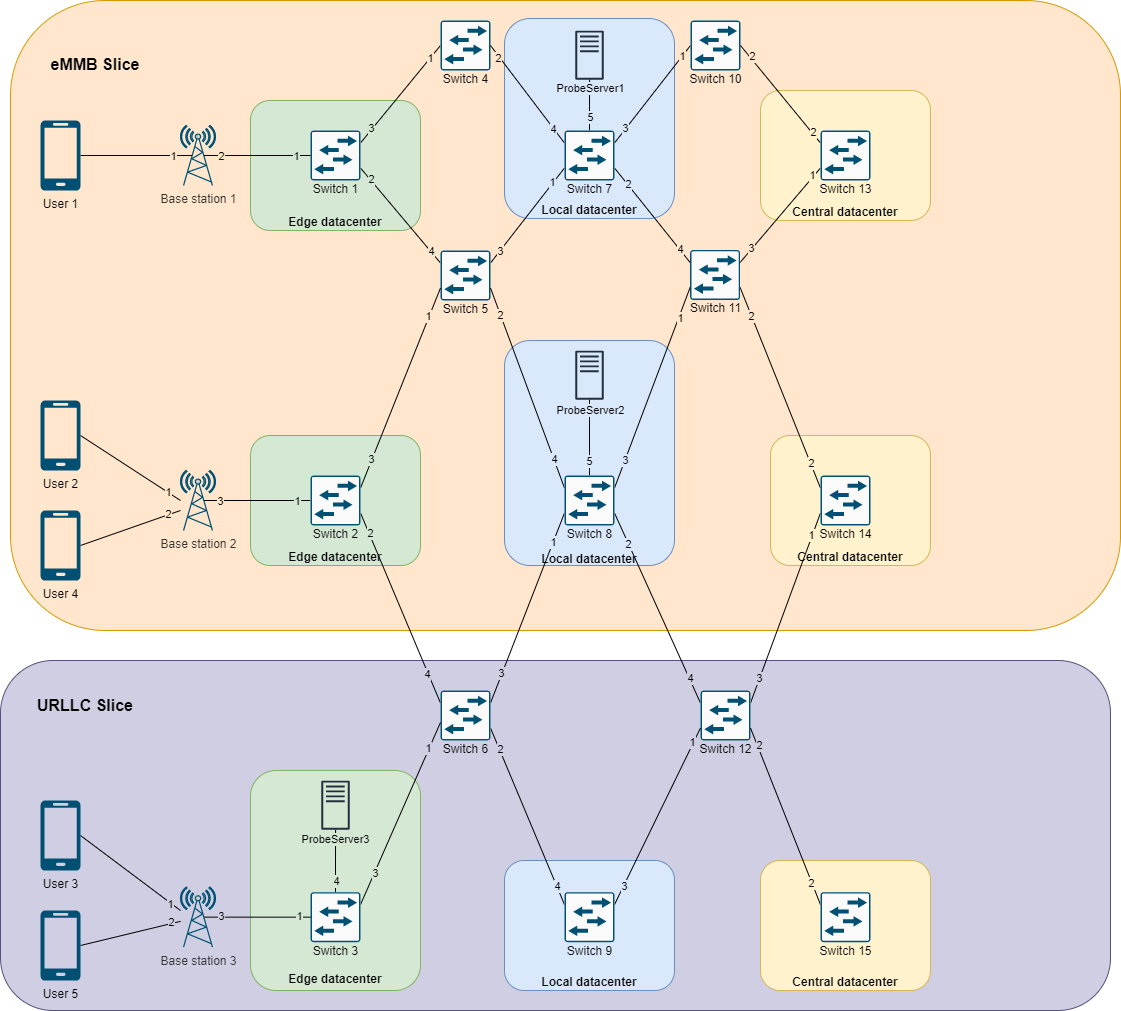 eMMB Slice
1
Switch 4
2
ProbeServer1
5
1
Switch 10
2
3
4
3
2
User 1
1
2
Base station 1
1
Switch 1
2
Edge datacenter
1
Switch 7
2
Local datacenter
1
Switch 13
Central datacenter
4
3
Switch 5
1
2
4
3
Switch 11
1
2
ProbeServer2
User 2
1
2
3
Base station 2
User 4
3
1
Switch 2
2
Edge datacenter
4
5
3
Switch 8
1
2
Local datacenter
2
Switch 14
1
Central datacenter
URLLC Slice
4
3
Switch 6
1
2
4
3
Switch 12
1
2
User 3
1
2
3
Base station 3
User 5
ProbeServer3
4
3
1
Switch 3
Edge datacenter
4
3
Switch 9
Local datacenter
2
Switch 15
Central datacenter